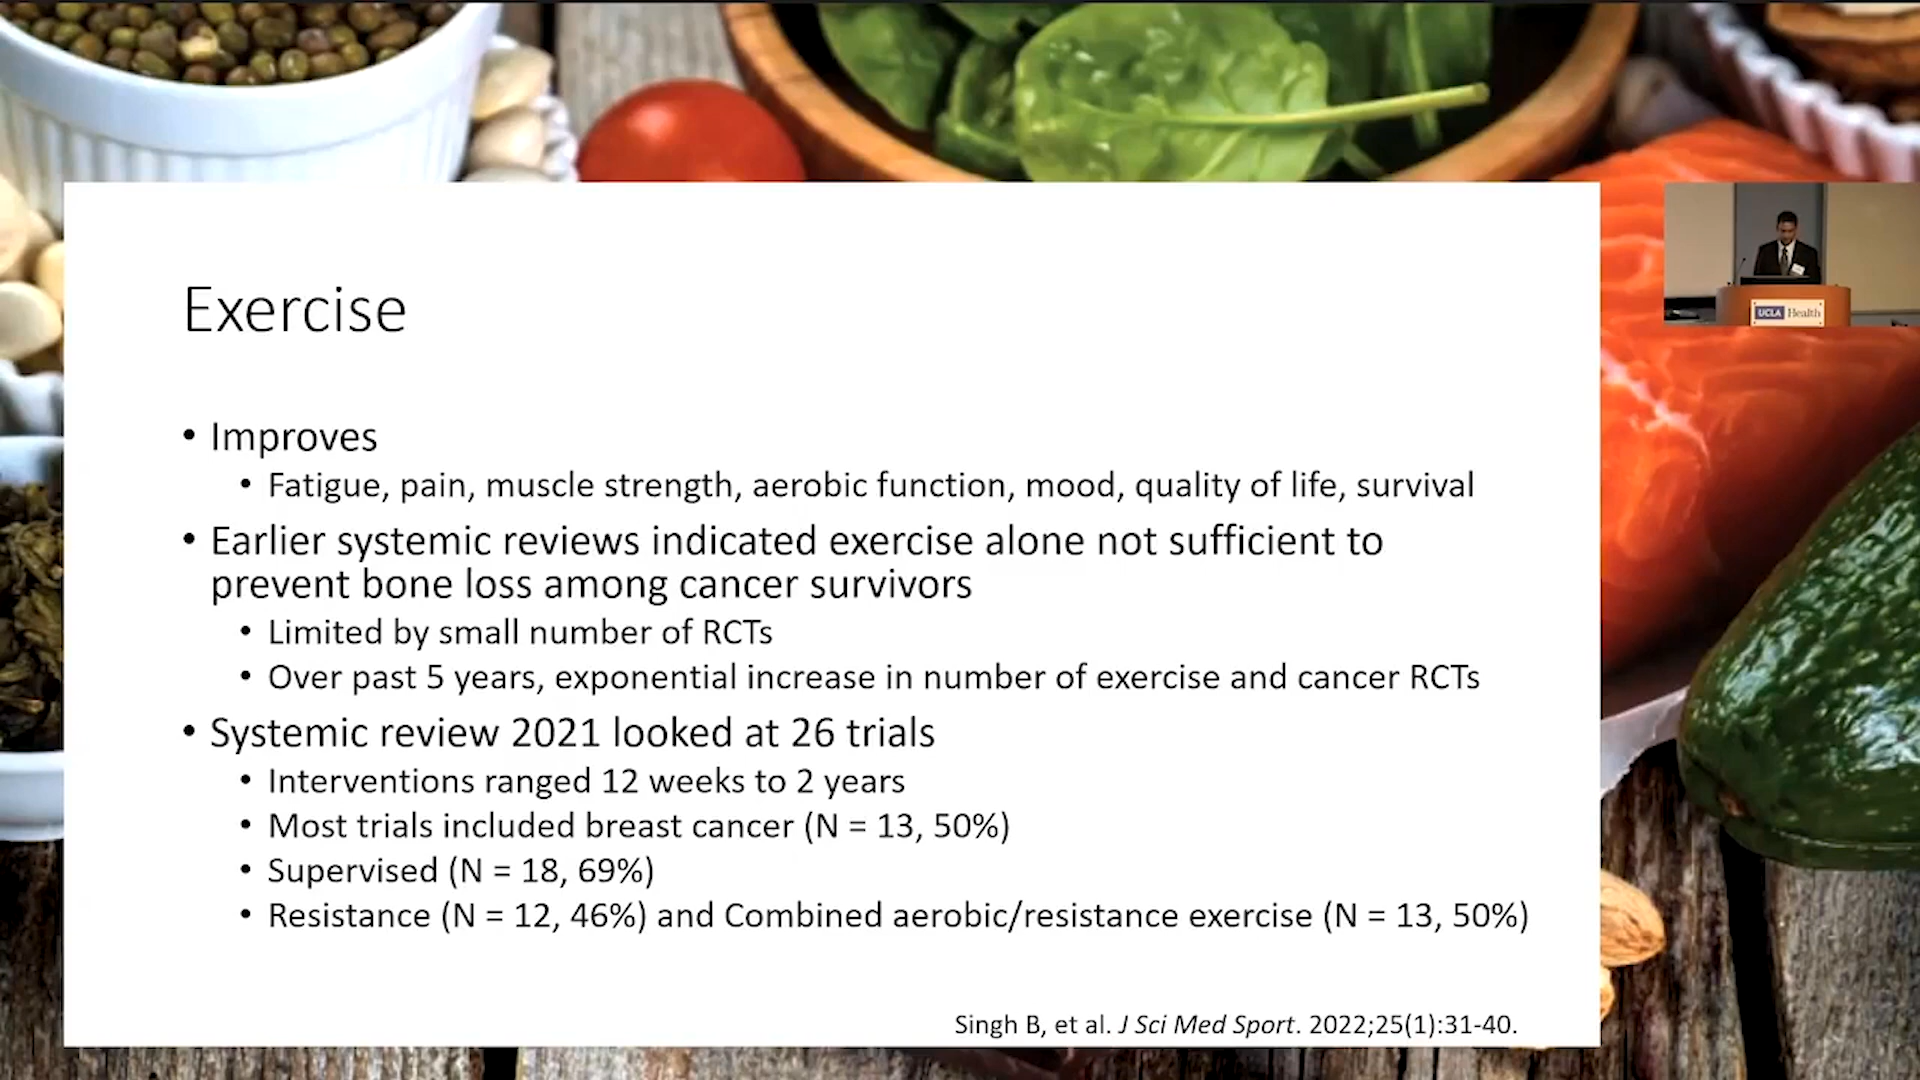 Exercise
• Improves
• Fatigue, pain, muscle strength, aerobic function, mood, quality of life, survival
• Earlier systemic reviews indicated exercise alone not sufficient to
prevent bone loss among cancer survivors
• Limited by small number of RCTs
• Over past 5 years, exponential increase in number of exercise and cancer RCTs
• Systemic review 2021 looked at 26 trials
• Interventions ranged 12 weeks to 2 years
• Most trials included breast cancer (N = 13, 50%)
• Supervised (N = 18, 69%)
• Resistance (N = 12, 46%) and Combined aerobic/resistance exercise (N = 13, 50%)
Singh B, et al. J Sci Med Sport. 2022;25(1):31-40.
UCLA Health